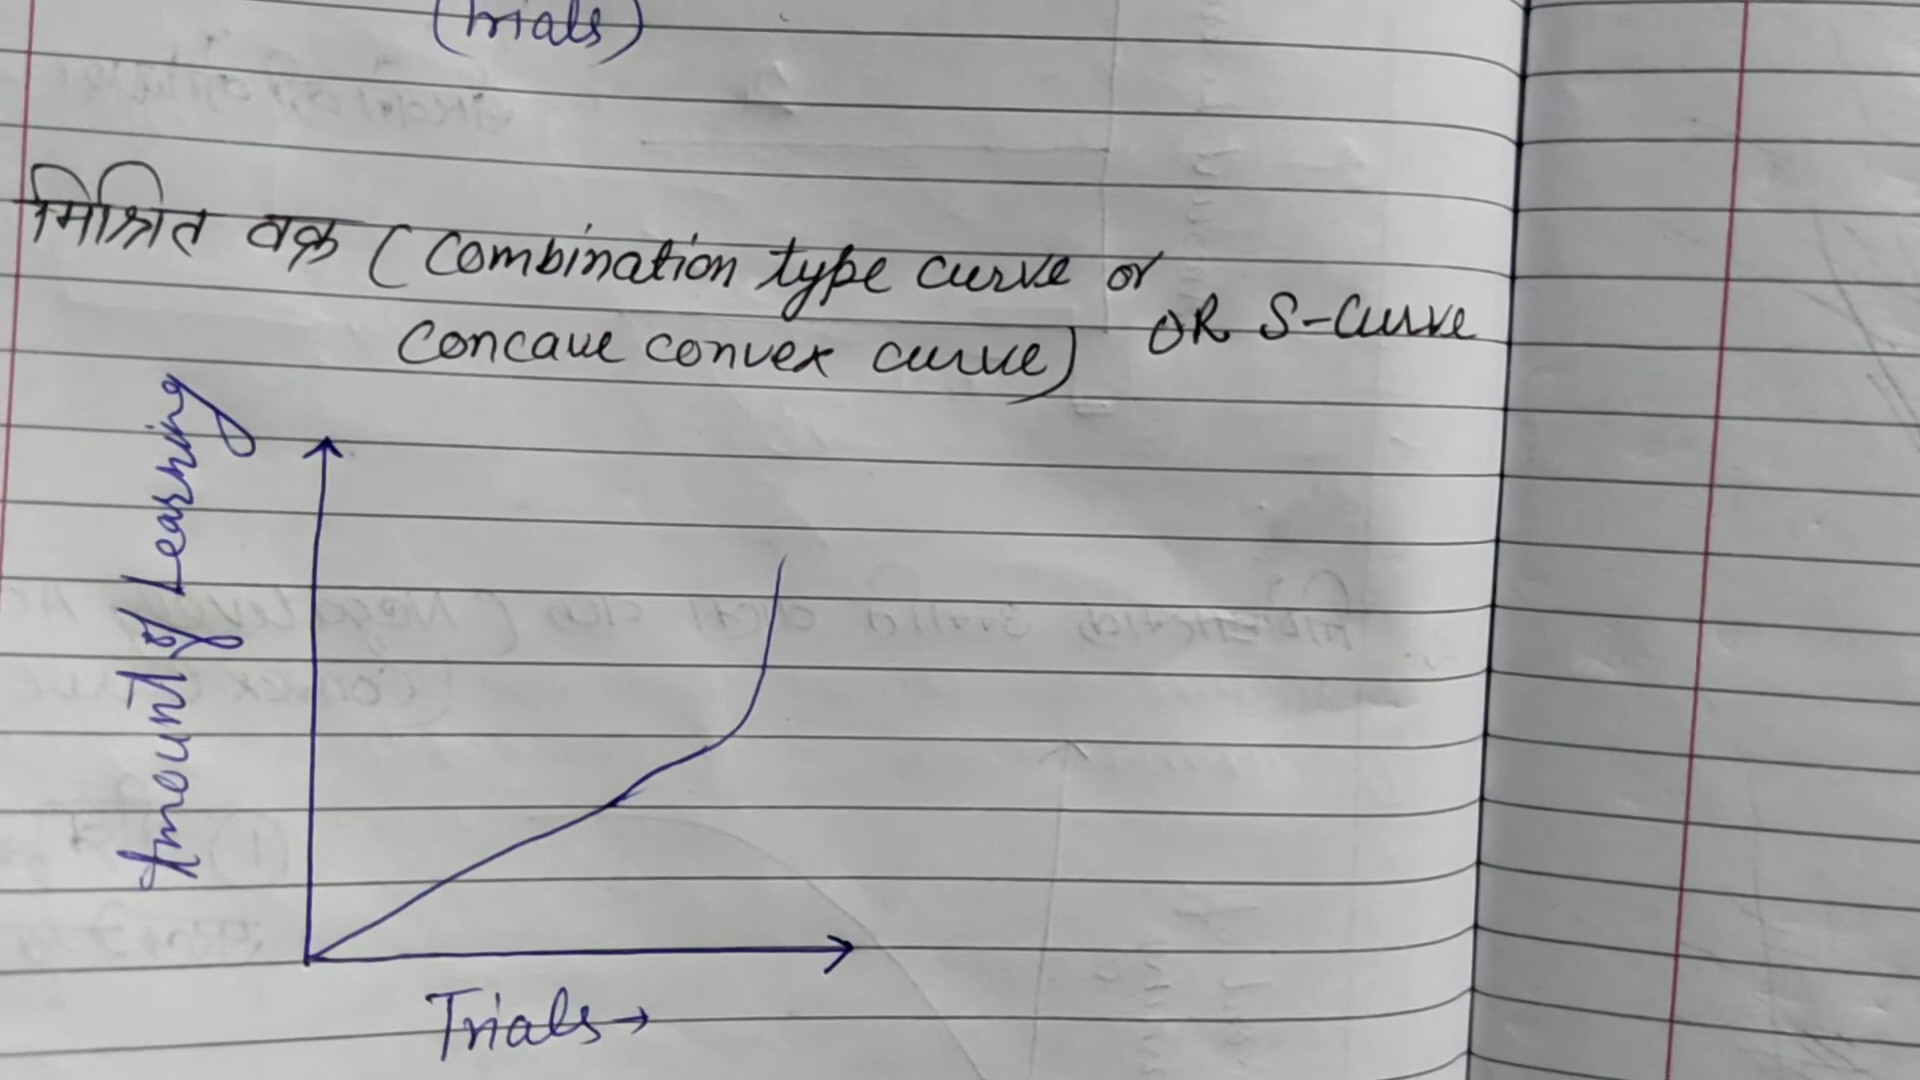 (Trials)
मिश्रित वक्र (Combination type curve or
Concave convex curve) OR S-Curve
Amount of Learning
Trials→